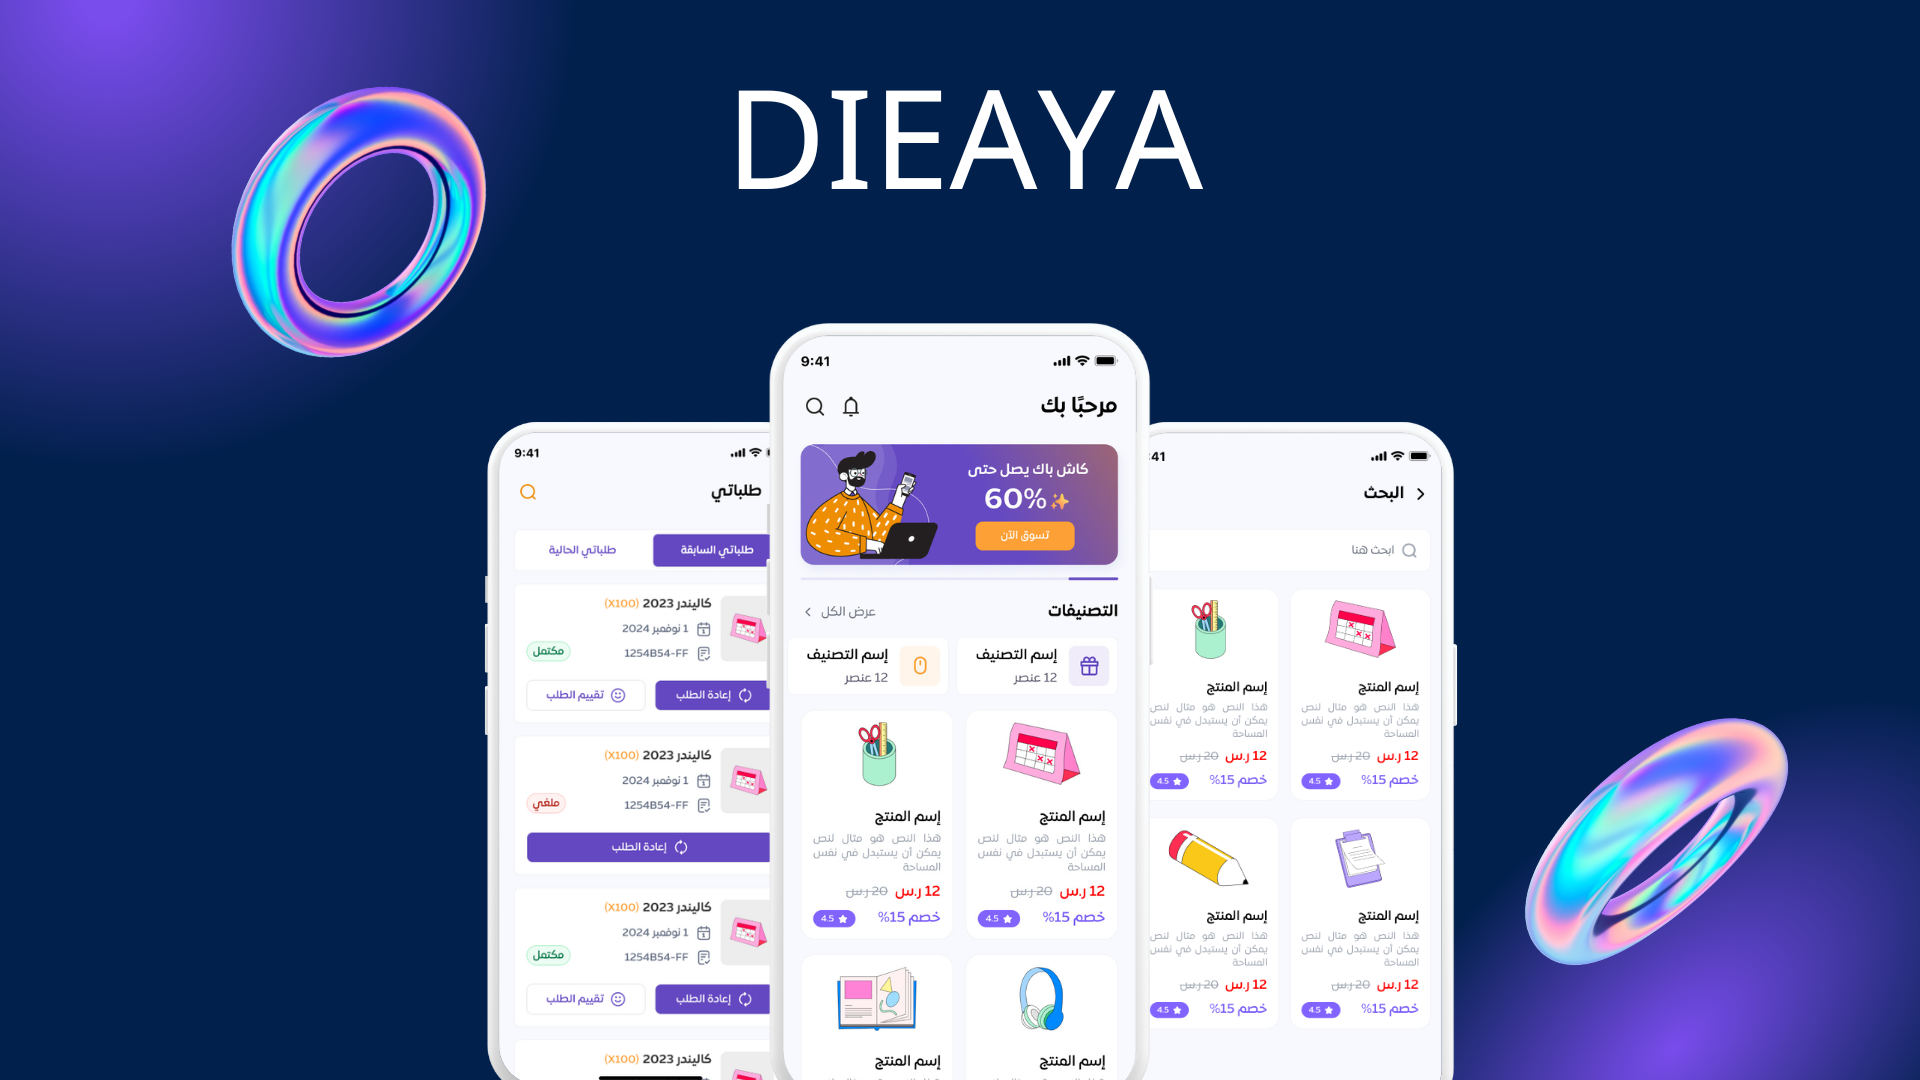 DIEAYA
9:41
طلباتي
طلباتي السابقة
طلباتي الحالية
كاليندر 2023 (X100)
1 نوفمبر 2024
1254B54-FF
مكتمل
إعادة الطلب
تقييم الطلب
كاليندر 2023 (X100)
1 نوفمبر 2024
1254B54-FF
ملغي
إعادة الطلب
كاليندر 2023 (X100)
1 نوفمبر 2024
1254B54-FF
مكتمل
إعادة الطلب
تقييم الطلب
كاليندر 2023 (X100)
9:41
مرحبًا بك
كاش باك يصل حتى
60%
تسوق الآن
التصنيفات
عرض الكل
إسم التصنيف
12 عنصر
إسم التصنيف
12 عنصر
إسم المنتج
هذا النص هو مثال لنص
يمكن أن يستبدل في نفس
المساحة
12 ر.س 20 ر.س
خصم 15%
4.5
إسم المنتج
هذا النص هو مثال لنص
يمكن أن يستبدل في نفس
المساحة
12 ر.س 20 ر.س
خصم 15%
4.5
إسم المنتج
إسم المنتج
:41
البحث
ابحث هنا
إسم المنتج
هذا النص هو مثال لنص
يمكن أن يستبدل في نفس
المساحة
12 ر.س 20 ر.س
خصم 15%
4.5
إسم المنتج
هذا النص هو مثال لنص
يمكن أن يستبدل في نفس
المساحة
12 ر.س 20 ر.س
خصم 15%
4.5
إسم المنتج
هذا النص هو مثال لنص
يمكن أن يستبدل في نفس
المساحة
12 ر.س 20 ر.س
خصم 15%
4.5
إسم المنتج
هذا النص هو مثال لنص
يمكن أن يستبدل في نفس
المساحة
12 ر.س 20 ر.س
خصم 15%
4.5